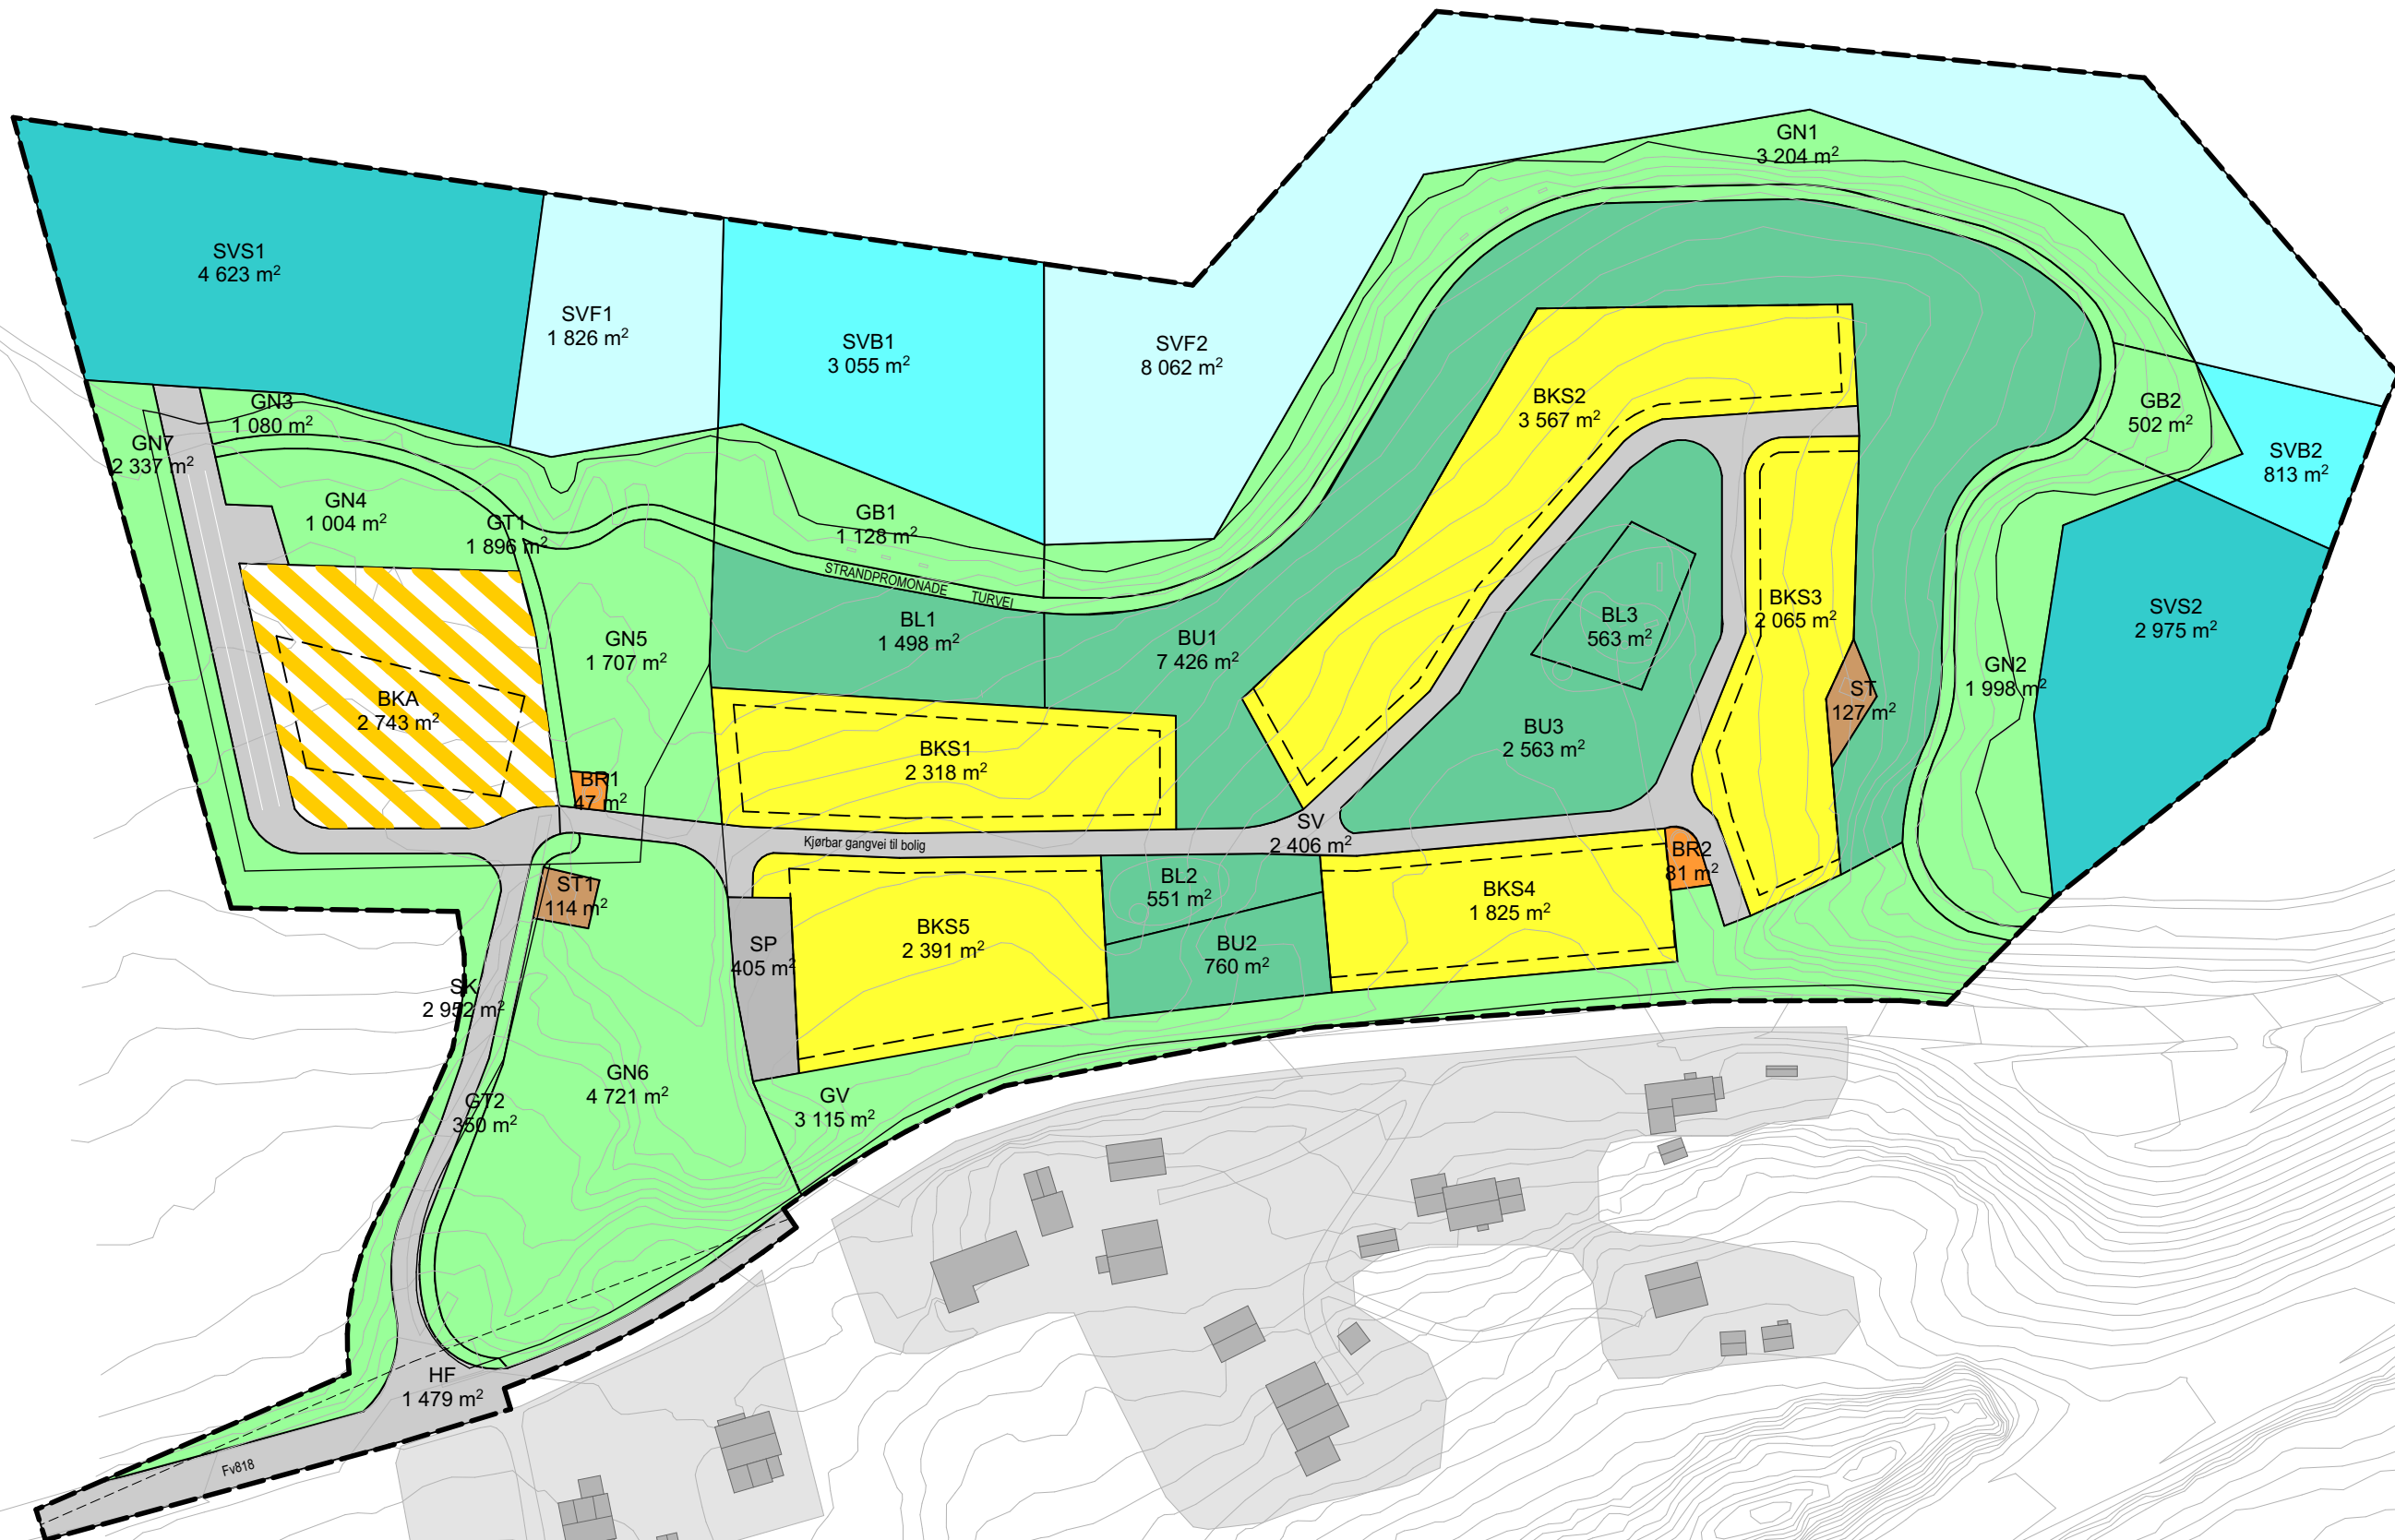 GN1
3 204 m²
SVS1
4 623 m²
SVF1
1 826 m²
SVB1
3 055 m²
SVF2
8 062 m²
BKS2
3 567 m²
GB2
502 m²
SVB2
813 m²
GN3
1 080 m²
GN7
2 337 m²
GN4
1 004 m²
GT1
1 896 m²
GB1
1 128 m²
STRANDPROMONADE TURVEI
BL1
1 498 m²
BU1
7 426 m²
BL3
563 m²
BKS3
2 065 m²
SVS2
2 975 m²
GN5
1 707 m²
GN2
1 998 m²
BKA
2 743 m²
ST
127 m²
BU3
2 563 m²
BKS1
2 318 m²
BR1
47 m²
SV
2 406 m²
Kjørbar gangvei til bolig
BR2
81 m²
ST1
114 m²
BL2
551 m²
BKS4
1 825 m²
BKS5
2 391 m²
SP
405 m²
BU2
760 m²
SK
2 952 m²
GN6
4 721 m²
GT2
350 m²
GV
3 115 m²
HF
1 479 m²
Fv818